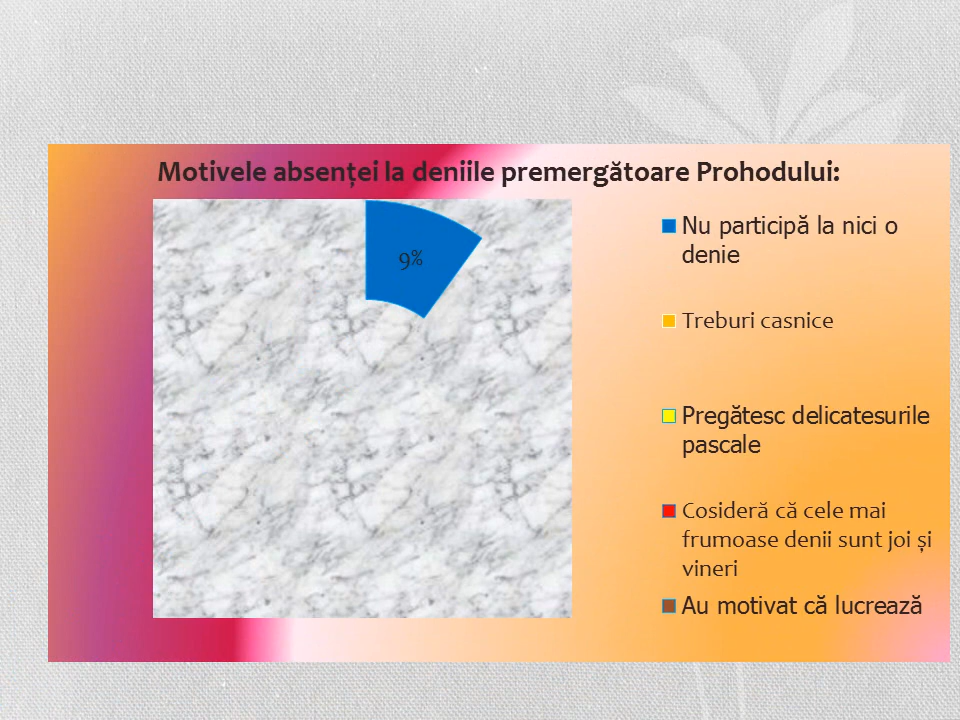 Motivele absenței la deniile premergătoare Prohodului:
9%
Nu participă la nici o
denie
Treburi casnice
Pregătesc delicatesurile
pascale
Cosideră că cele mai
frumoase denii sunt joi și
vineri
Au motivat că lucrează